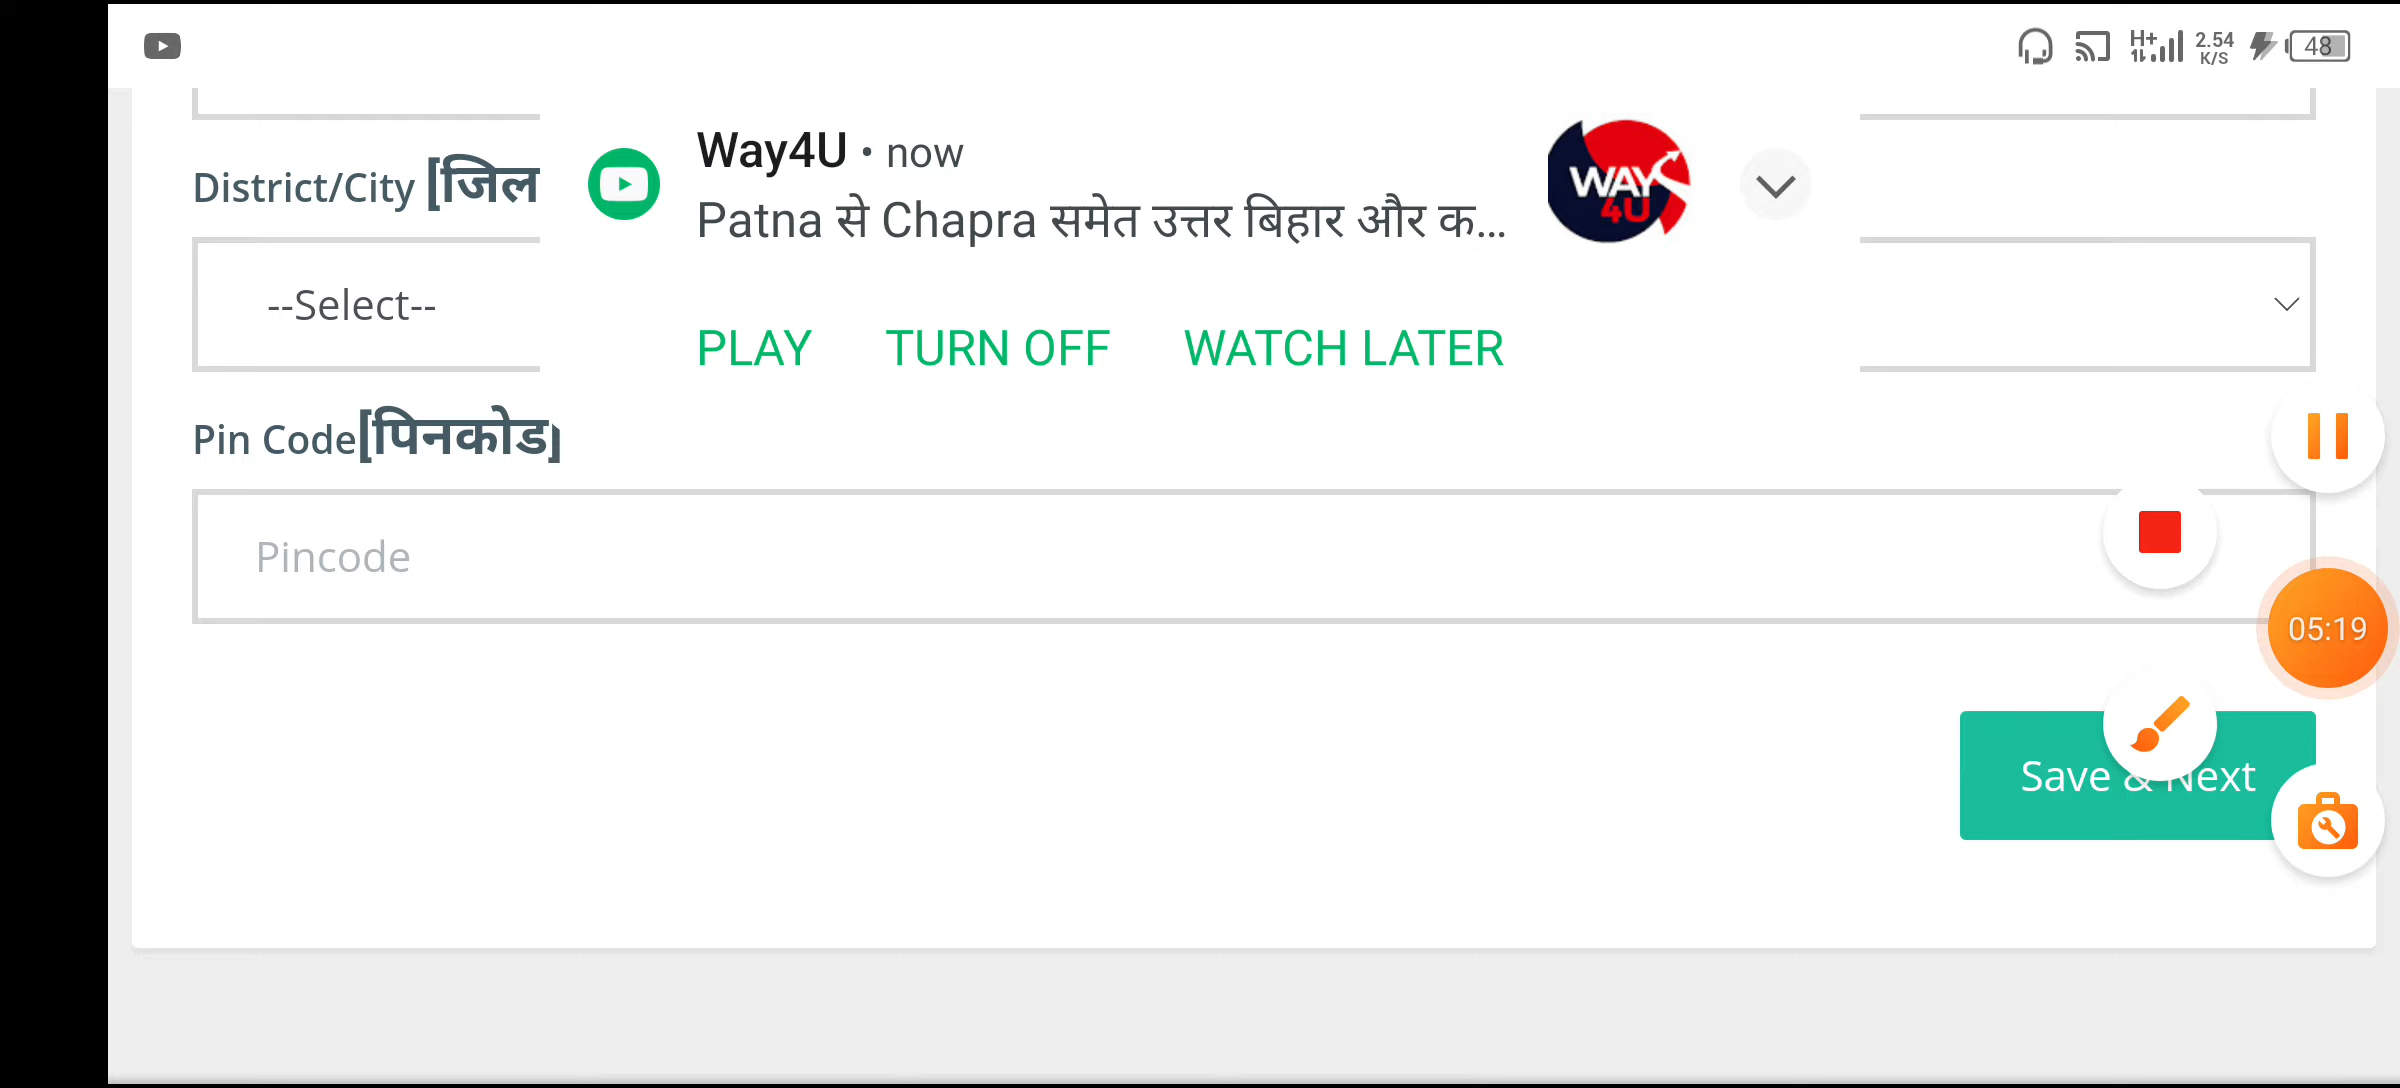 H+ 2.54 K/S 48
Way4U • now
Patna से Chapra समेत उत्तर बिहार और क...
WAY 4U
District/City [जिल
--Select--
PLAY TURN OFF WATCH LATER
Pin Code[पिनकोड]
Pincode
05:19
Save & Next